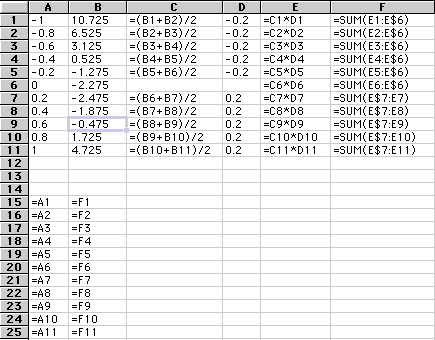 A B C D E F
1 -1 10.725 =(B1+B2)/2 -0.2 =C1*D1 =SUM(E1:E$6)
2 -0.8 6.525 =(B2+B3)/2 -0.2 =C2*D2 =SUM(E2:E$6)
3 -0.6 3.125 =(B3+B4)/2 -0.2 =C3*D3 =SUM(E3:E$6)
4 -0.4 0.525 =(B4+B5)/2 -0.2 =C4*D4 =SUM(E4:E$6)
5 -0.2 -1.275 =(B5+B6)/2 -0.2 =C5*D5 =SUM(E5:E$6)
6 0 -2.275 =C6*D6 =SUM(E6:E$6)
7 0.2 -2.475 =(B6+B7)/2 0.2 =C7*D7 =SUM(E$7:E7)
8 0.4 -1.875 =(B7+B8)/2 0.2 =C8*D8 =SUM(E$7:E8)
9 0.6 -0.475 =(B8+B9)/2 0.2 =C9*D9 =SUM(E$7:E9)
10 0.8 1.725 =(B9+B10)/2 0.2 =C10*D10 =SUM(E$7:E10)
11 1 4.725 =(B10+B11)/2 0.2 =C11*D11 =SUM(E$7:E11)
12
13
14
15 =A1 =F1
16 =A2 =F2
17 =A3 =F3
18 =A4 =F4
19 =A5 =F5
20 =A6 =F6
21 =A7 =F7
22 =A8 =F8
23 =A9 =F9
24 =A10 =F10
25 =A11 =F11